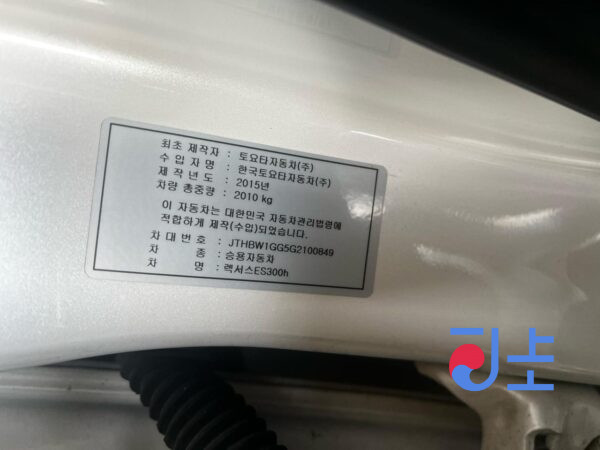 최초 제작자 : 토요타자동차(주)
수 입 자 명 : 한국토요타자동차(주)
제 작 년 도 : 2015년
차량 총중량 : 2010 kg
이 자동차는 대한민국 자동차관리법령에
적합하게 제작(수입)되었습니다.
차 대 번 호 : JTHBW1GG5G2100849
차 종 : 승용자동차
차 명 : 렉서스ES300h